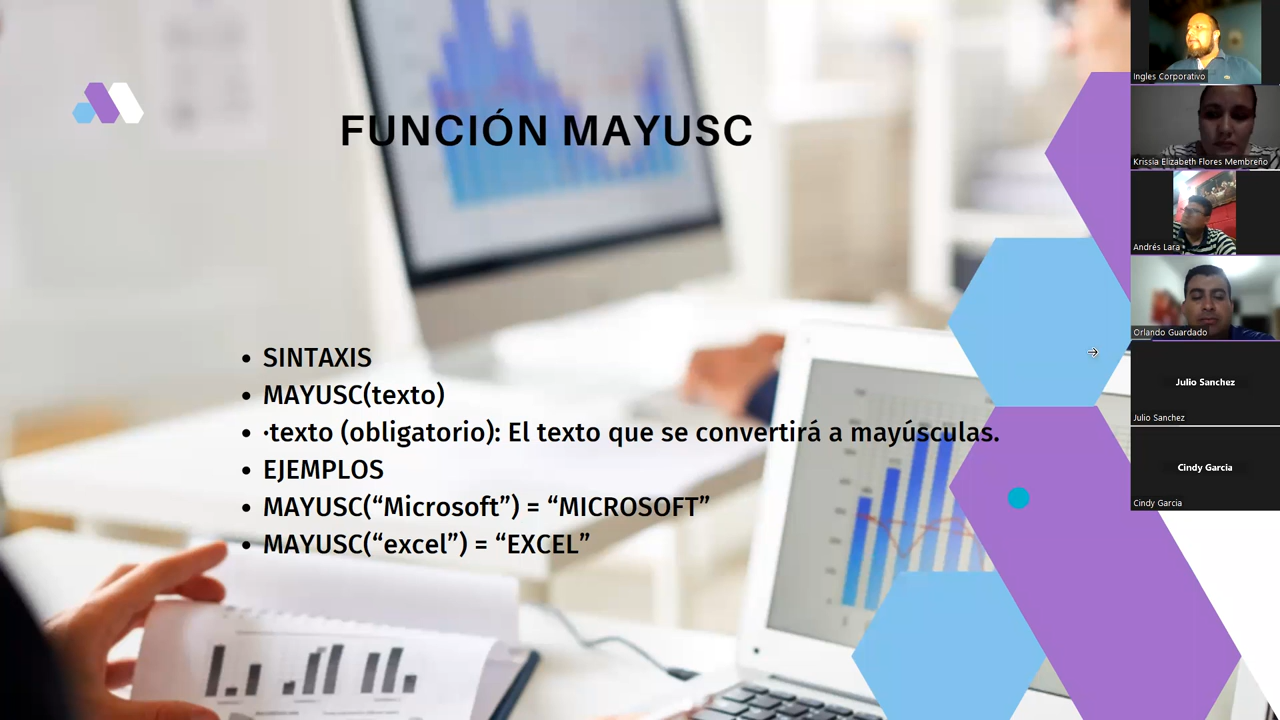 FUNCIÓN MAYUSC
• SINTAXIS
• MAYUSC(texto)
• ·texto (obligatorio): El texto que se convertirá a mayúsculas.
• EJEMPLOS
• MAYUSC(“Microsoft”) = “MICROSOFT”
• MAYUSC(“excel”) = “EXCEL”
Ingles Corporativo
Krissia Elizabeth Flores Membreño
Andrés Lara
Orlando Guardado
Julio Sanchez
Julio Sanchez
Cindy Garcia
Cindy Garcia